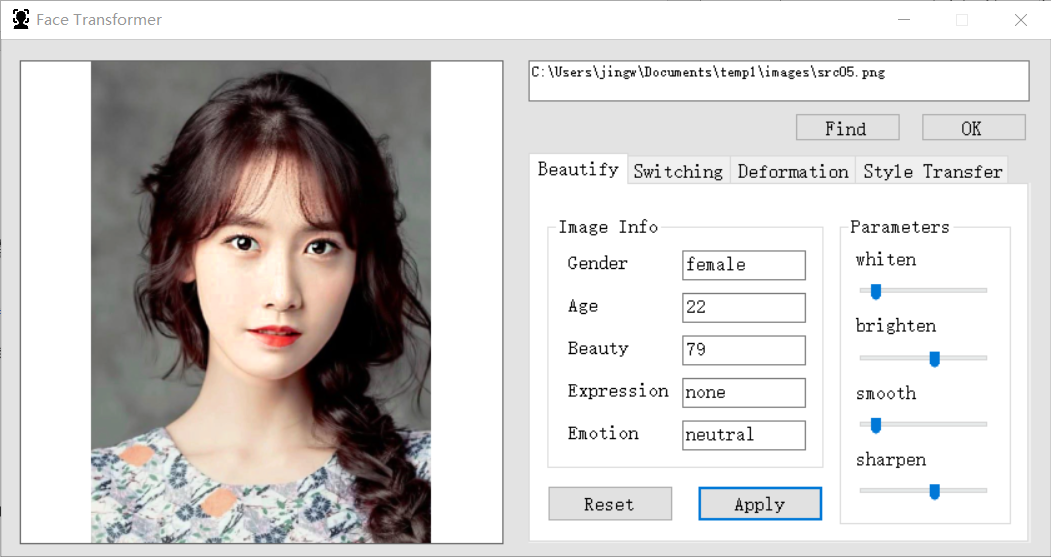 Face Transformer
C:\Users\jingw\Documents\temp1\images\src05.png
Find OK
Beautify Switching Deformation Style Transfer
Image Info
Gender female
Age 22
Beauty 79
Expression none
Emotion neutral
Reset Apply
Parameters
whiten
brighten
smooth
sharpen